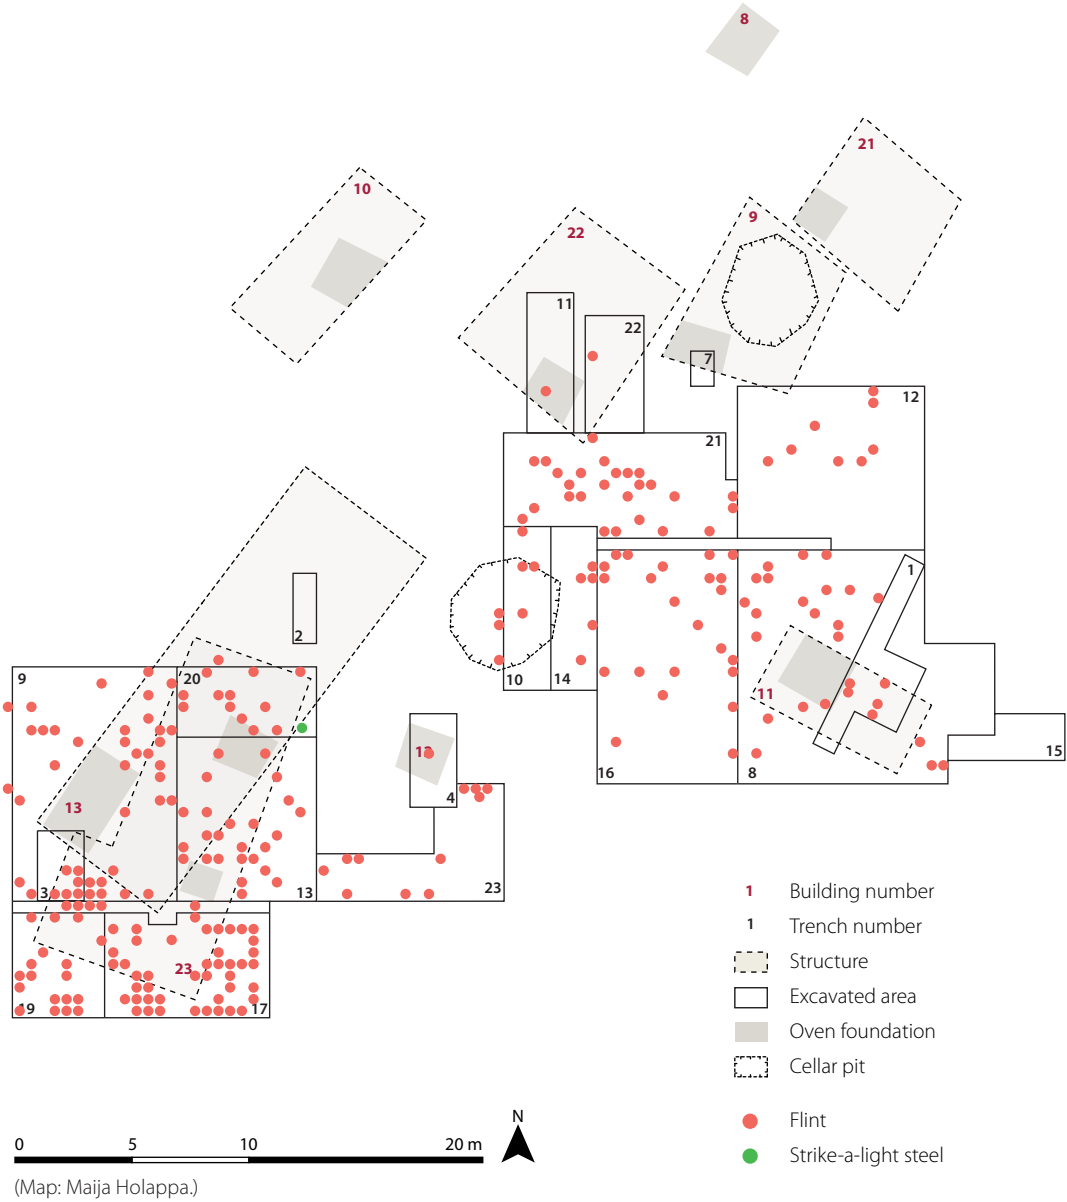 8
21
10
9
22
11
22
7
12
21
1
2
9
20
10
14
11
12
15
16
8
13
4
3
13
23
23
19
17
1 Building number
1 Trench number
Structure
Excavated area
Oven foundation
Cellar pit
Flint
Strike-a-light steel
N
0 5 10 20 m
(Map: Maija Holappa.)